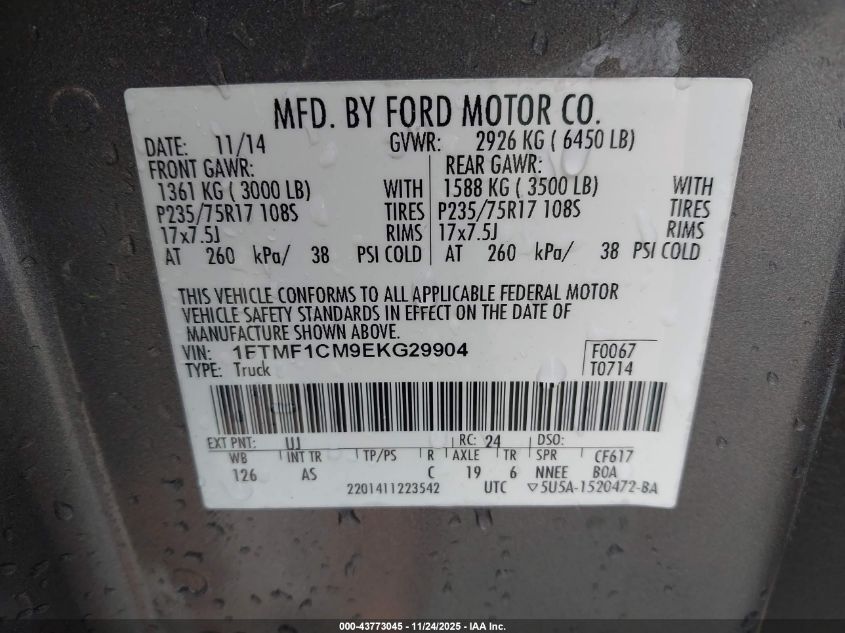 MFD. BY FORD MOTOR CO.
DATE: 11/14 GVWR: 2926 KG ( 6450 LB)
FRONT GAWR: REAR GAWR:
1361 KG ( 3000 LB) WITH 1588 KG ( 3500 LB) WITH
P235/75R17 108S TIRES P235/75R17 108S TIRES
17x7.5J RIMS 17x7.5J RIMS
AT 260 kPa/ 38 PSI COLD AT 260 kPa/ 38 PSI COLD
THIS VEHICLE CONFORMS TO ALL APPLICABLE FEDERAL MOTOR
VEHICLE SAFETY STANDARDS IN EFFECT ON THE DATE OF
MANUFACTURE SHOWN ABOVE.
VIN: 1FTMF1CM9EKG29904 F0067
TYPE: Truck T0714
EXT PNT: UJ RC: 24 DSO:
WB INT TR TP/PS R AXLE TR SPR CF617
126 AS C 19 6 NNEE BOA
2201411223542 UTC ▽5U5A-1520472-BA
000-43773045 - 11/24/2025 - IAA Inc.